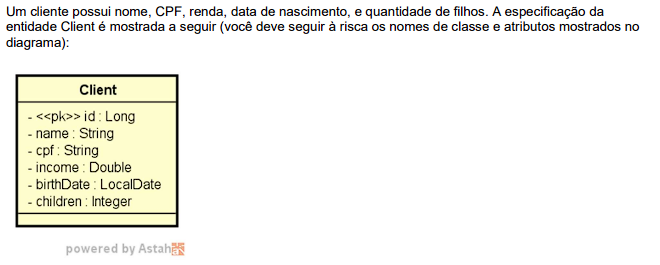 Um cliente possui nome, CPF, renda, data de nascimento, e quantidade de filhos. A especificação da
entidade Client é mostrada a seguir (você deve seguir à risca os nomes de classe e atributos mostrados no
diagrama):
Client
- <<pk>> id : Long
- name : String
- cpf : String
- income : Double
- birthDate : LocalDate
- children : Integer
powered by Astah